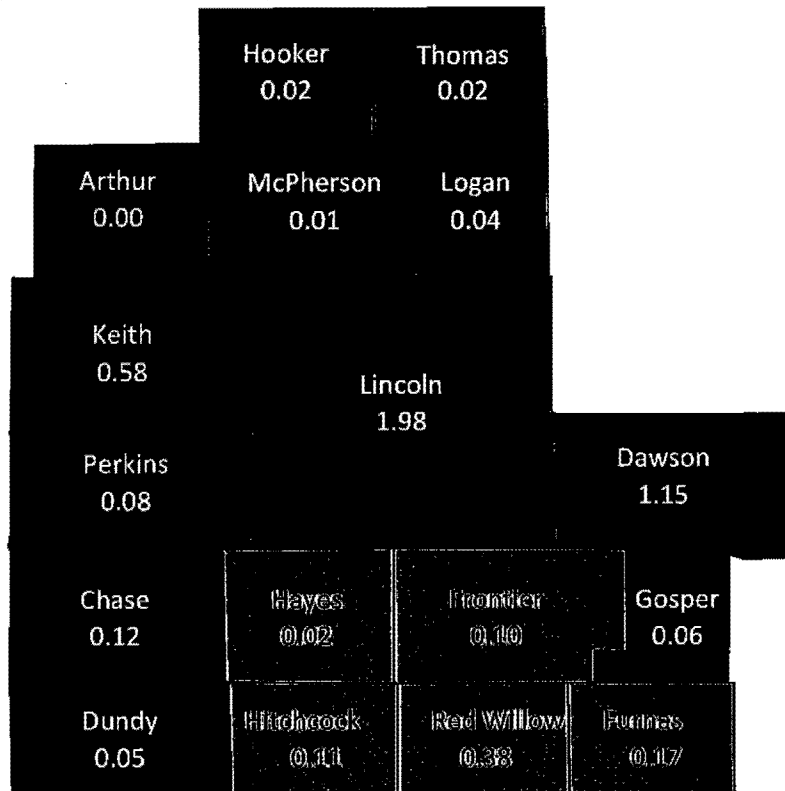 Hooker
0.02
Thomas
0.02
Arthur
0.00
McPherson
0.01
Logan
0.04
Keith
0.58
Lincoln
1.98
Perkins
0.08
Dawson
1.15
Chase
0.12
Hayes
0.02
Frontier
0.10
Gosper
0.06
Dundy
0.05
Hitchcock
0.11
Red Willow
0.38
Furnas
0.17